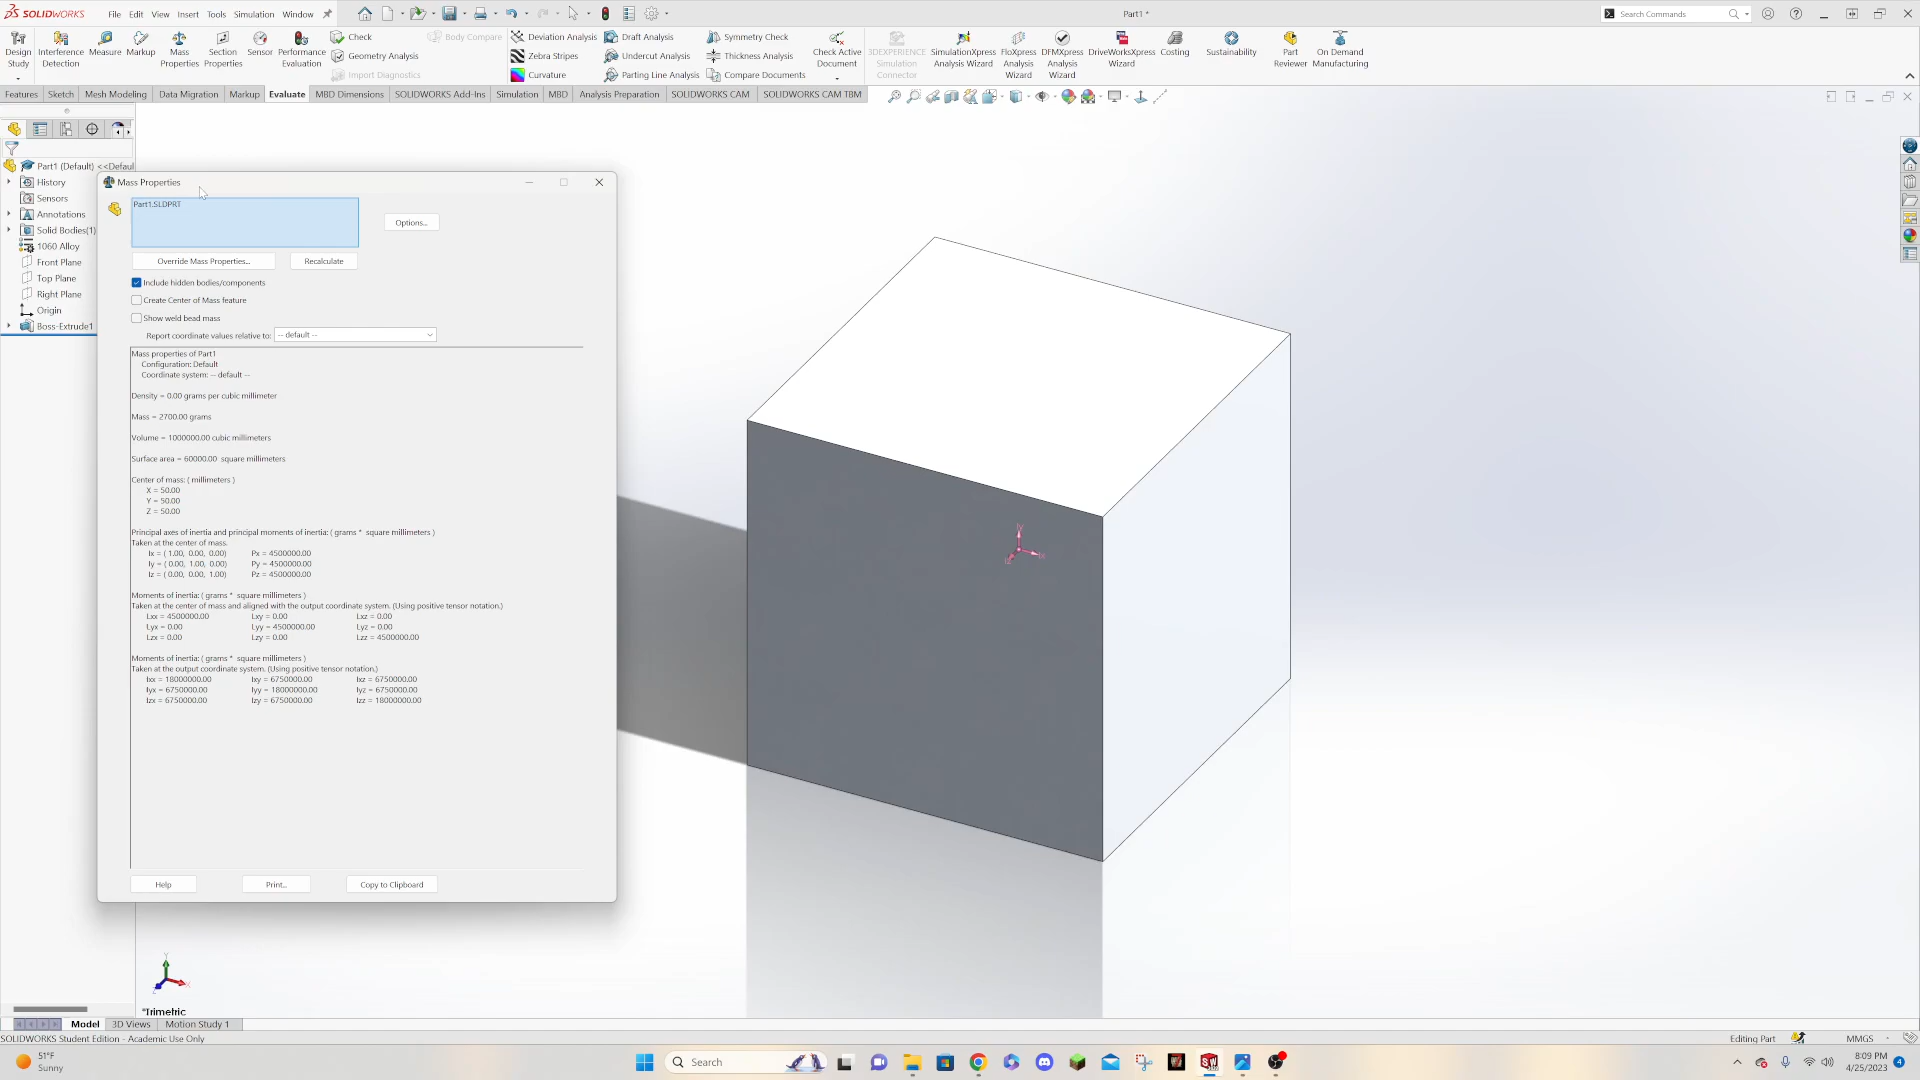 SOLIDWORKS File Edit View Insert Tools Simulation Window Part1 * Search Commands
Design Study Interference Detection Measure Markup Mass Properties Section Properties Sensor Performance Evaluation
Check Body Compare
Geometry Analysis
Import Diagnostics
Deviation Analysis Draft Analysis Symmetry Check
Zebra Stripes Undercut Analysis Thickness Analysis
Curvature Parting Line Analysis Compare Documents
Check Active Document 3DEXPERIENCE Simulation Connector SimulationXpress Analysis Wizard FloXpress Analysis Wizard DFMXpress Analysis Wizard DriveWorksXpress Wizard Costing Sustainability Part Reviewer On Demand Manufacturing
Features Sketch Mesh Modeling Data Migration Markup Evaluate MBD Dimensions SOLIDWORKS Add-Ins Simulation MBD Analysis Preparation SOLIDWORKS CAM SOLIDWORKS CAM TBM
Part1 (Default) <<Defaul
History
Sensors
Annotations
Solid Bodies(1)
1060 Alloy
Front Plane
Top Plane
Right Plane
Origin
Boss-Extrude1
Mass Properties
Part1.SLDPRT
Options...
Override Mass Properties... Recalculate
Include hidden bodies/components
Create Center of Mass feature
Show weld bead mass
Report coordinate values relative to: -- default --
Mass properties of Part1
Configuration: Default
Coordinate system: -- default --
Density = 0.00 grams per cubic millimeter
Mass = 2700.00 grams
Volume = 1000000.00 cubic millimeters
Surface area = 60000.00 square millimeters
Center of mass: ( millimeters )
X = 50.00
Y = 50.00
Z = 50.00
Principal axes of inertia and principal moments of inertia: ( grams * square millimeters )
Taken at the center of mass.
Ix = ( 1.00, 0.00, 0.00) Px = 4500000.00
Iy = ( 0.00, 1.00, 0.00) Py = 4500000.00
Iz = ( 0.00, 0.00, 1.00) Pz = 4500000.00
Moments of inertia: ( grams * square millimeters )
Taken at the center of mass and aligned with the output coordinate system. (Using positive tensor notation.)
Lxx = 4500000.00 Lxy = 0.00 Lxz = 0.00
Lyx = 0.00 Lyy = 4500000.00 Lyz = 0.00
Lzx = 0.00 Lzy = 0.00 Lzz = 4500000.00
Moments of inertia: ( grams * square millimeters )
Taken at the output coordinate system. (Using positive tensor notation.)
Ixx = 18000000.00 Ixy = 6750000.00 Ixz = 6750000.00
Iyx = 6750000.00 Iyy = 18000000.00 Iyz = 6750000.00
Izx = 6750000.00 Izy = 6750000.00 Izz = 18000000.00
Help Print... Copy to Clipboard
*Trimetric
Model 3D Views Motion Study 1
SOLIDWORKS Student Edition - Academic Use Only Editing Part MMGS
51°F
Sunny
Search
8:09 PM
4/25/2023
4